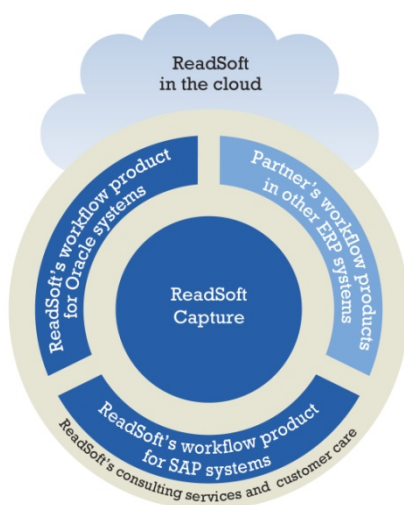 ReadSoft
in the cloud
ReadSoft's workflow product
for Oracle systems
Partner's workflow products
in other ERP systems
ReadSoft
Capture
ReadSoft's workflow product
for SAP systems
ReadSoft's consulting services and customer care